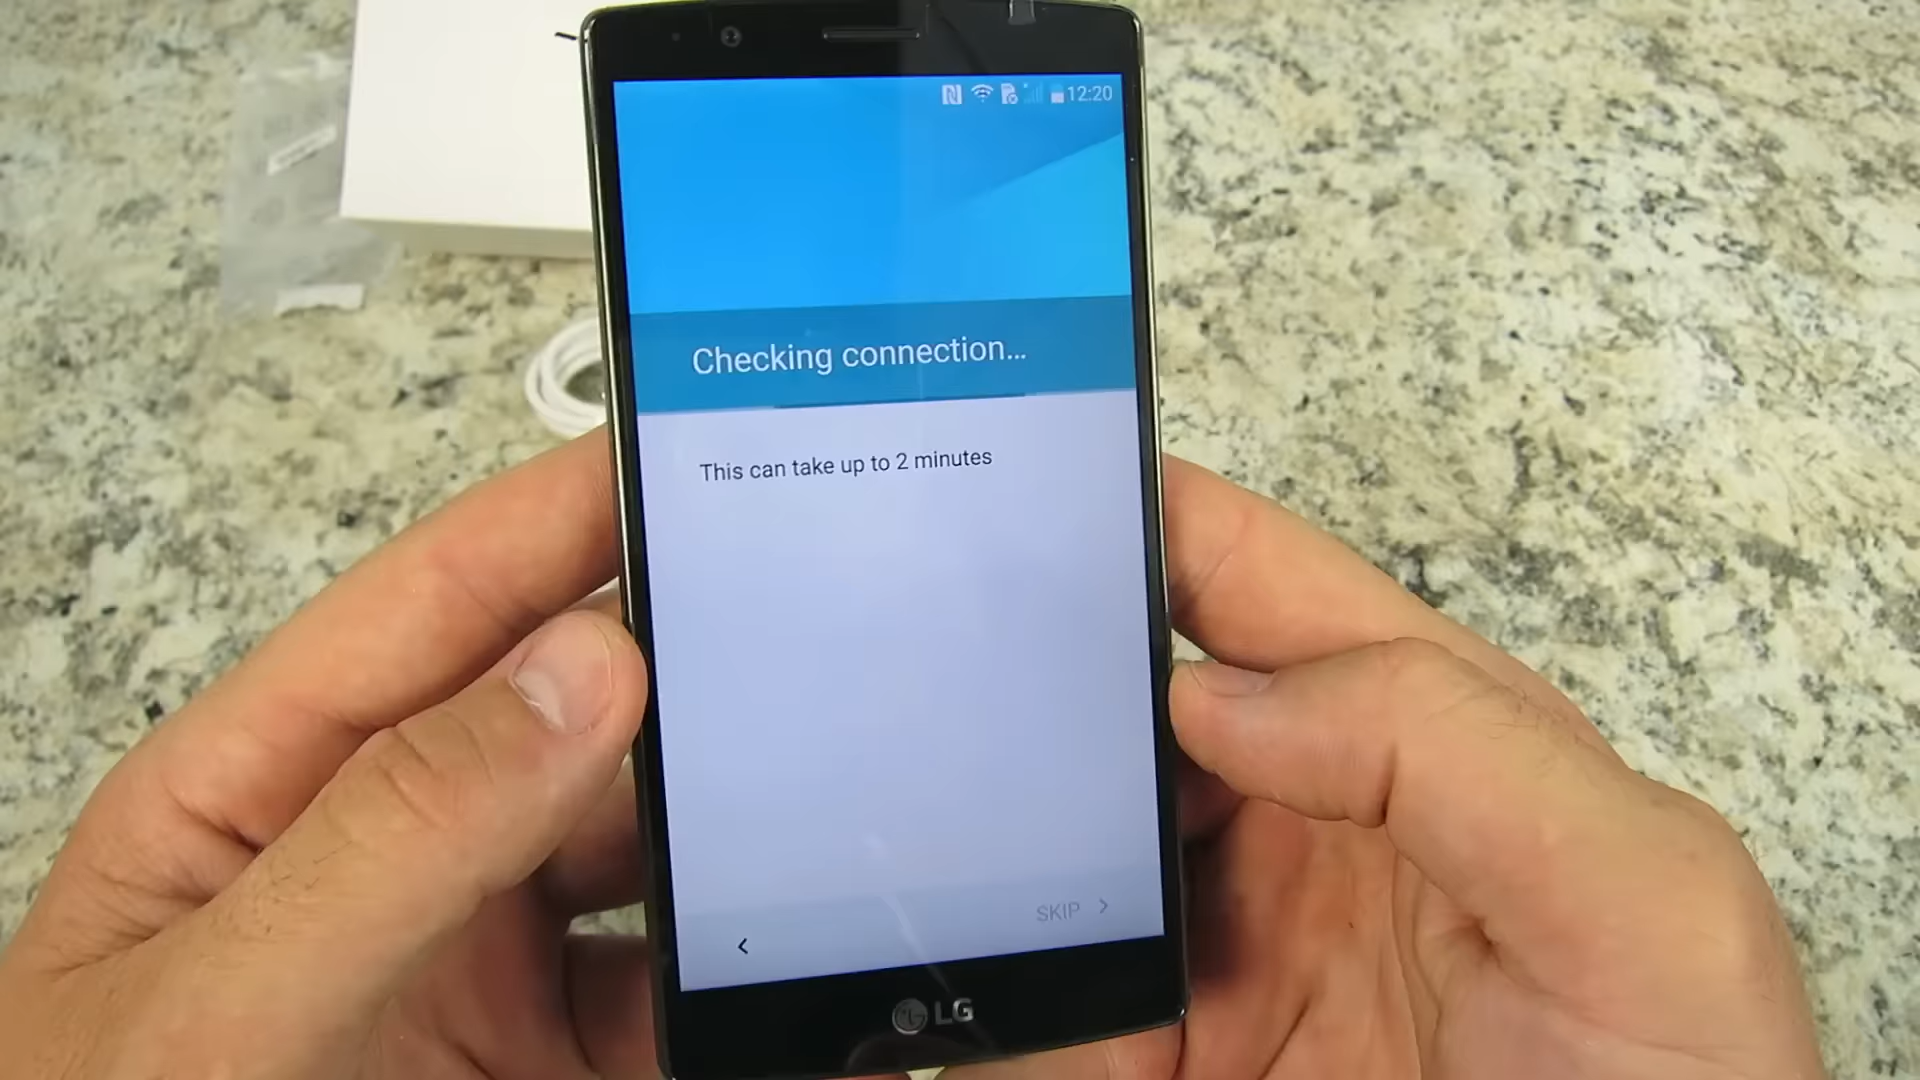 12:20
Checking connection...
This can take up to 2 minutes
SKIP
LG